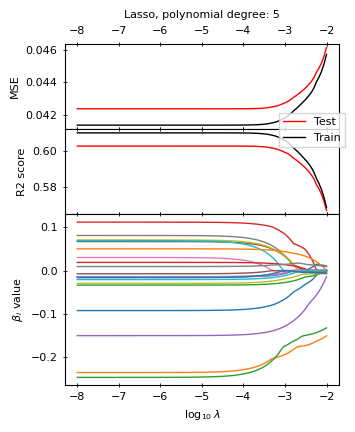 Lasso, polynomial degree: 5
−8 −7 −6 −5 −4 −3 −2
0.046
0.044
0.042
MSE
Test
Train
0.60
0.58
R2 score
0.1
0.0
−0.1
−0.2
βᵢ value
−8 −7 −6 −5 −4 −3 −2
log₁₀ λ